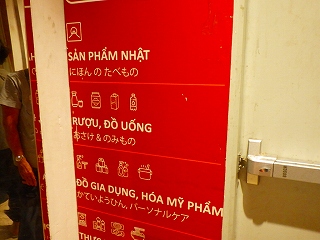 SẢN PHẨM NHẬT
にほん の たべもの
RƯỢU, ĐỒ UỐNG
おさけ & のみもの
ĐỒ GIA DỤNG, HÓA MỸ PHẨM
かていようひん, パーソナルケア